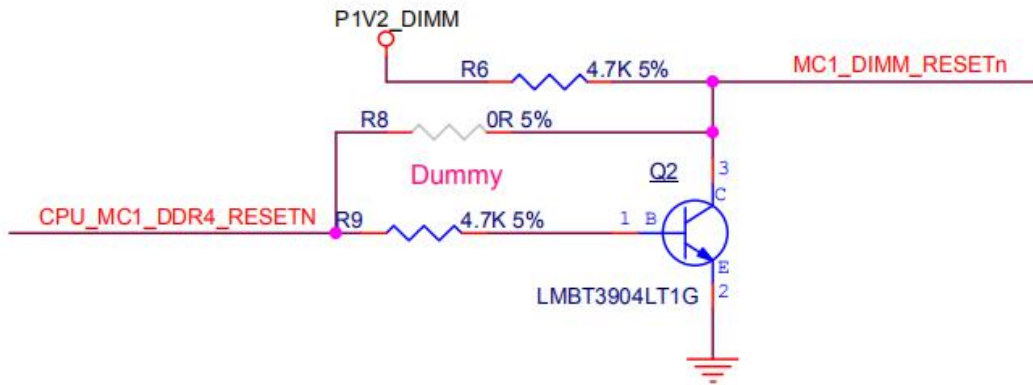 P1V2_DIMM
R6 4.7K 5% MC1_DIMM_RESETn
R8 0R 5%
Dummy Q2 3
C
CPU_MC1_DDR4_RESETN R9 4.7K 5% 1 B
E
LMBT3904LT1G 2